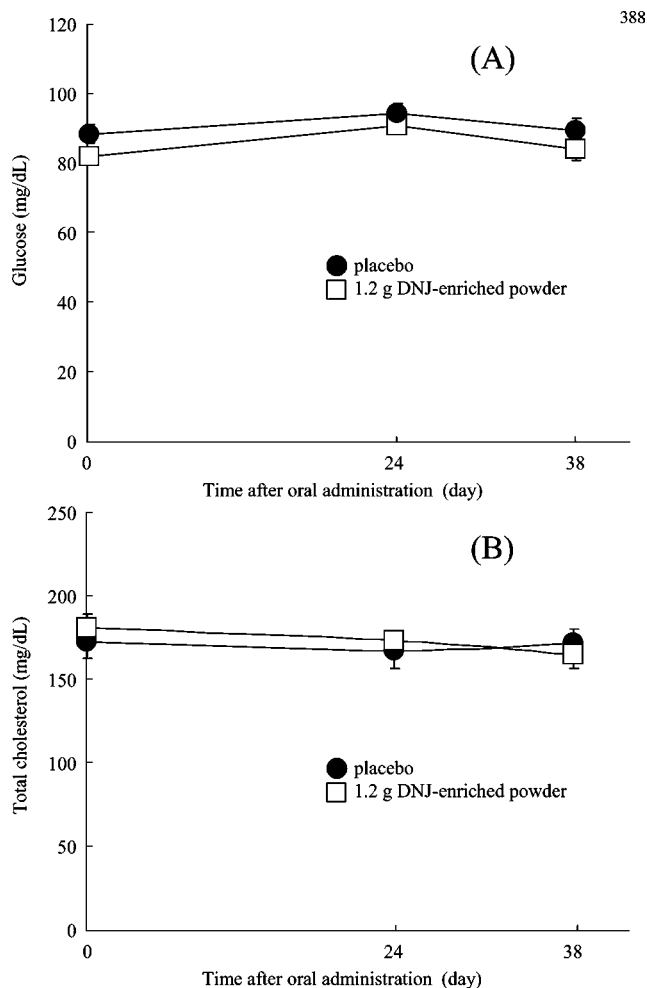 388
(A)
120
100
80
60
40
20
0
Glucose (mg/dL)
placebo
1.2 g DNJ-enriched powder
0 24 38
Time after oral administration (day)
(B)
250
200
150
100
50
0
Total cholesterol (mg/dL)
placebo
1.2 g DNJ-enriched powder
0 24 38
Time after oral administration (day)